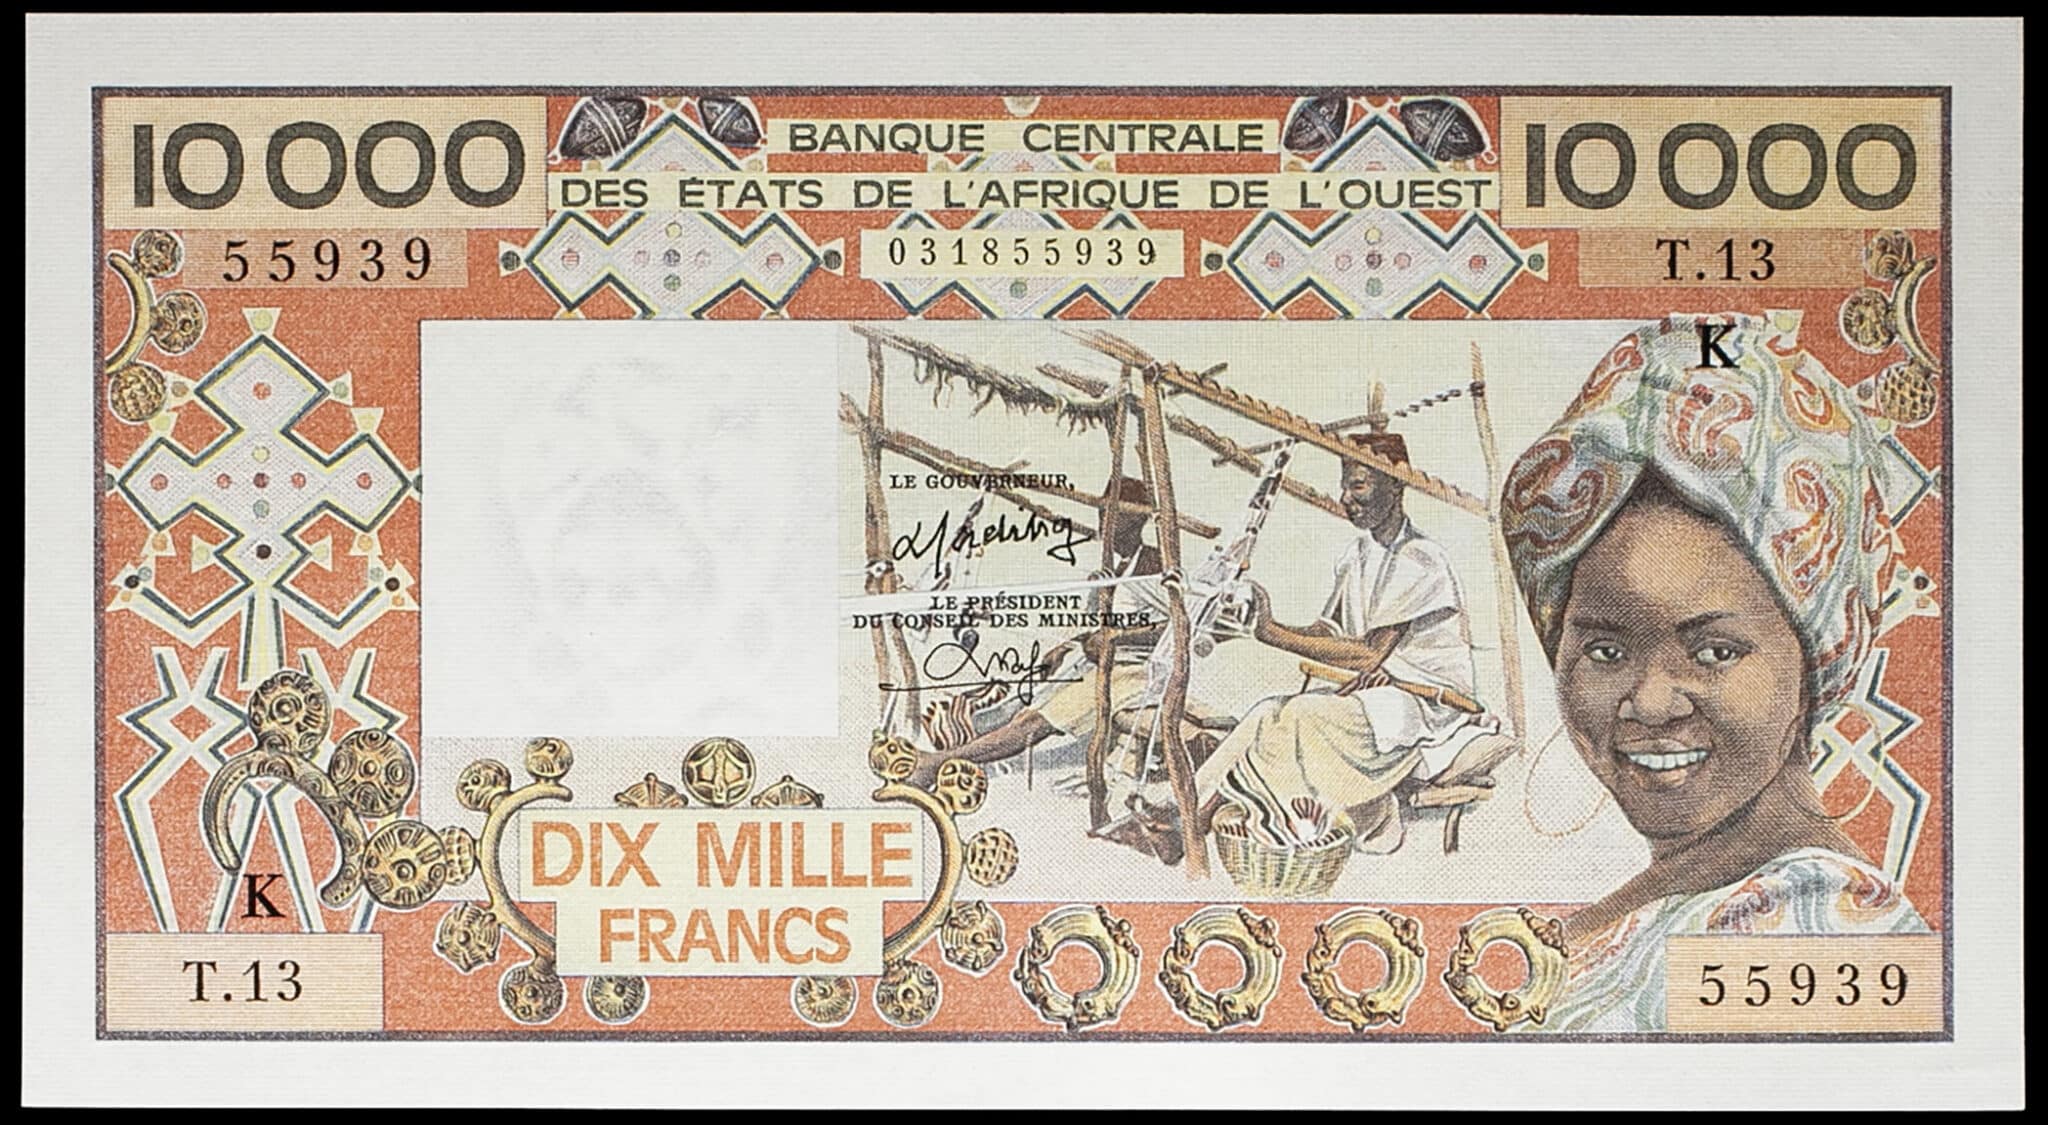 10 000
BANQUE CENTRALE
10 000
DES ÉTATS DE L'AFRIQUE DE L'OUEST
55939
031855939
T.13
K
LE GOUVERNEUR,
LE PRÉSIDENT
DU CONSEIL DES MINISTRES,
DIX MILLE
FRANCS
K
T.13
55939